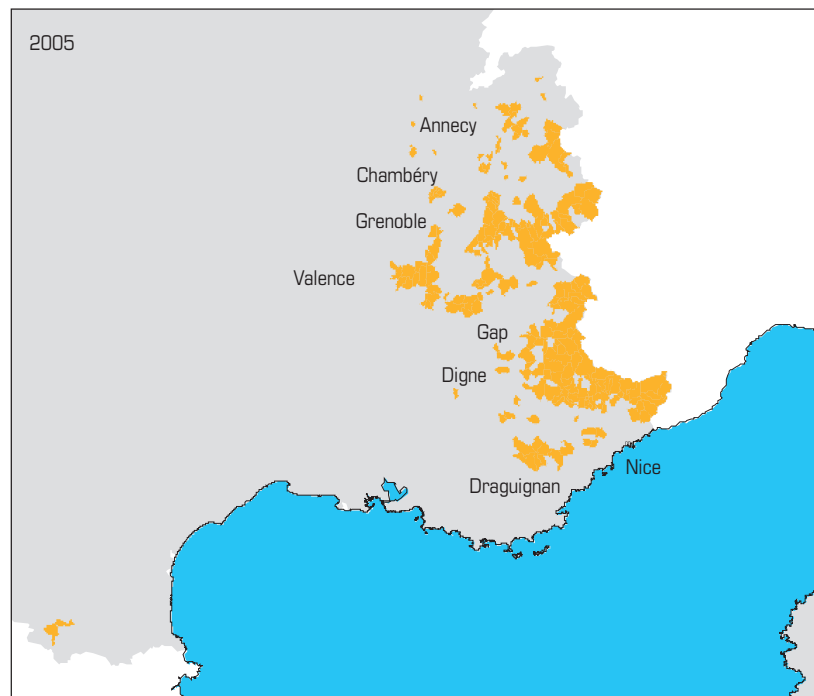 2005
Annecy
Chambéry
Grenoble
Valence
Gap
Digne
Nice
Draguignan